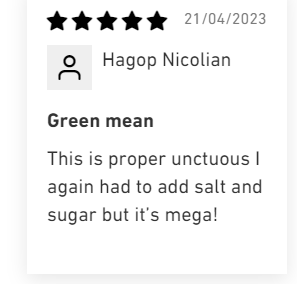 21/04/2023
Hagop Nicolian
Green mean
This is proper unctuous I
again had to add salt and
sugar but it's mega!